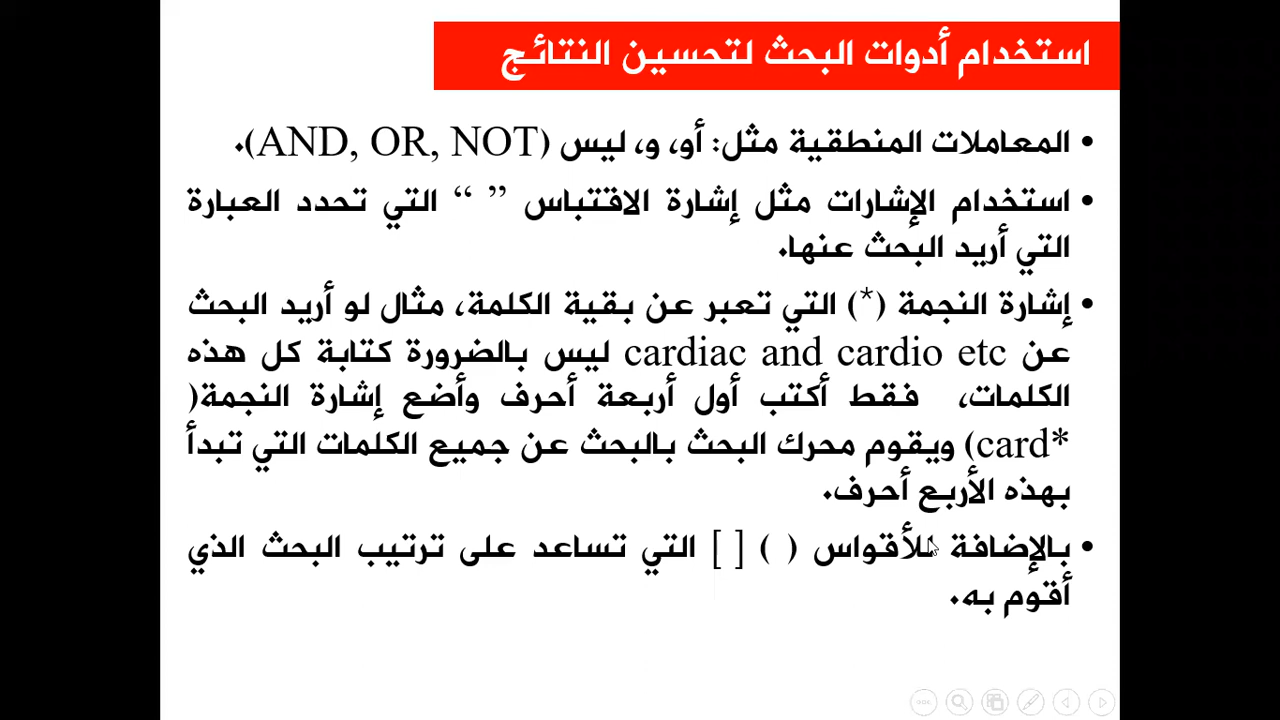 استخدام أدوات البحث لتحسين النتائج
• المعاملات المنطقية مثل: أو، و، ليس (AND, OR, NOT).
• استخدام الإشارات مثل إشارة الاقتباس ” “ التي تحدد العبارة
التي أريد البحث عنها.
• إشارة النجمة (*) التي تعبر عن بقية الكلمة، مثال لو أريد البحث
عن cardiac and cardio etc ليس بالضرورة كتابة كل هذه
الكلمات، فقط أكتب أول أربعة أحرف وأضع إشارة النجمة(
card*) ويقوم محرك البحث بالبحث عن جميع الكلمات التي تبدأ
بهذه الأربع أحرف.
• بالإضافة للأقواس ( ) [ ] التي تساعد على ترتيب البحث الذي
أقوم به.